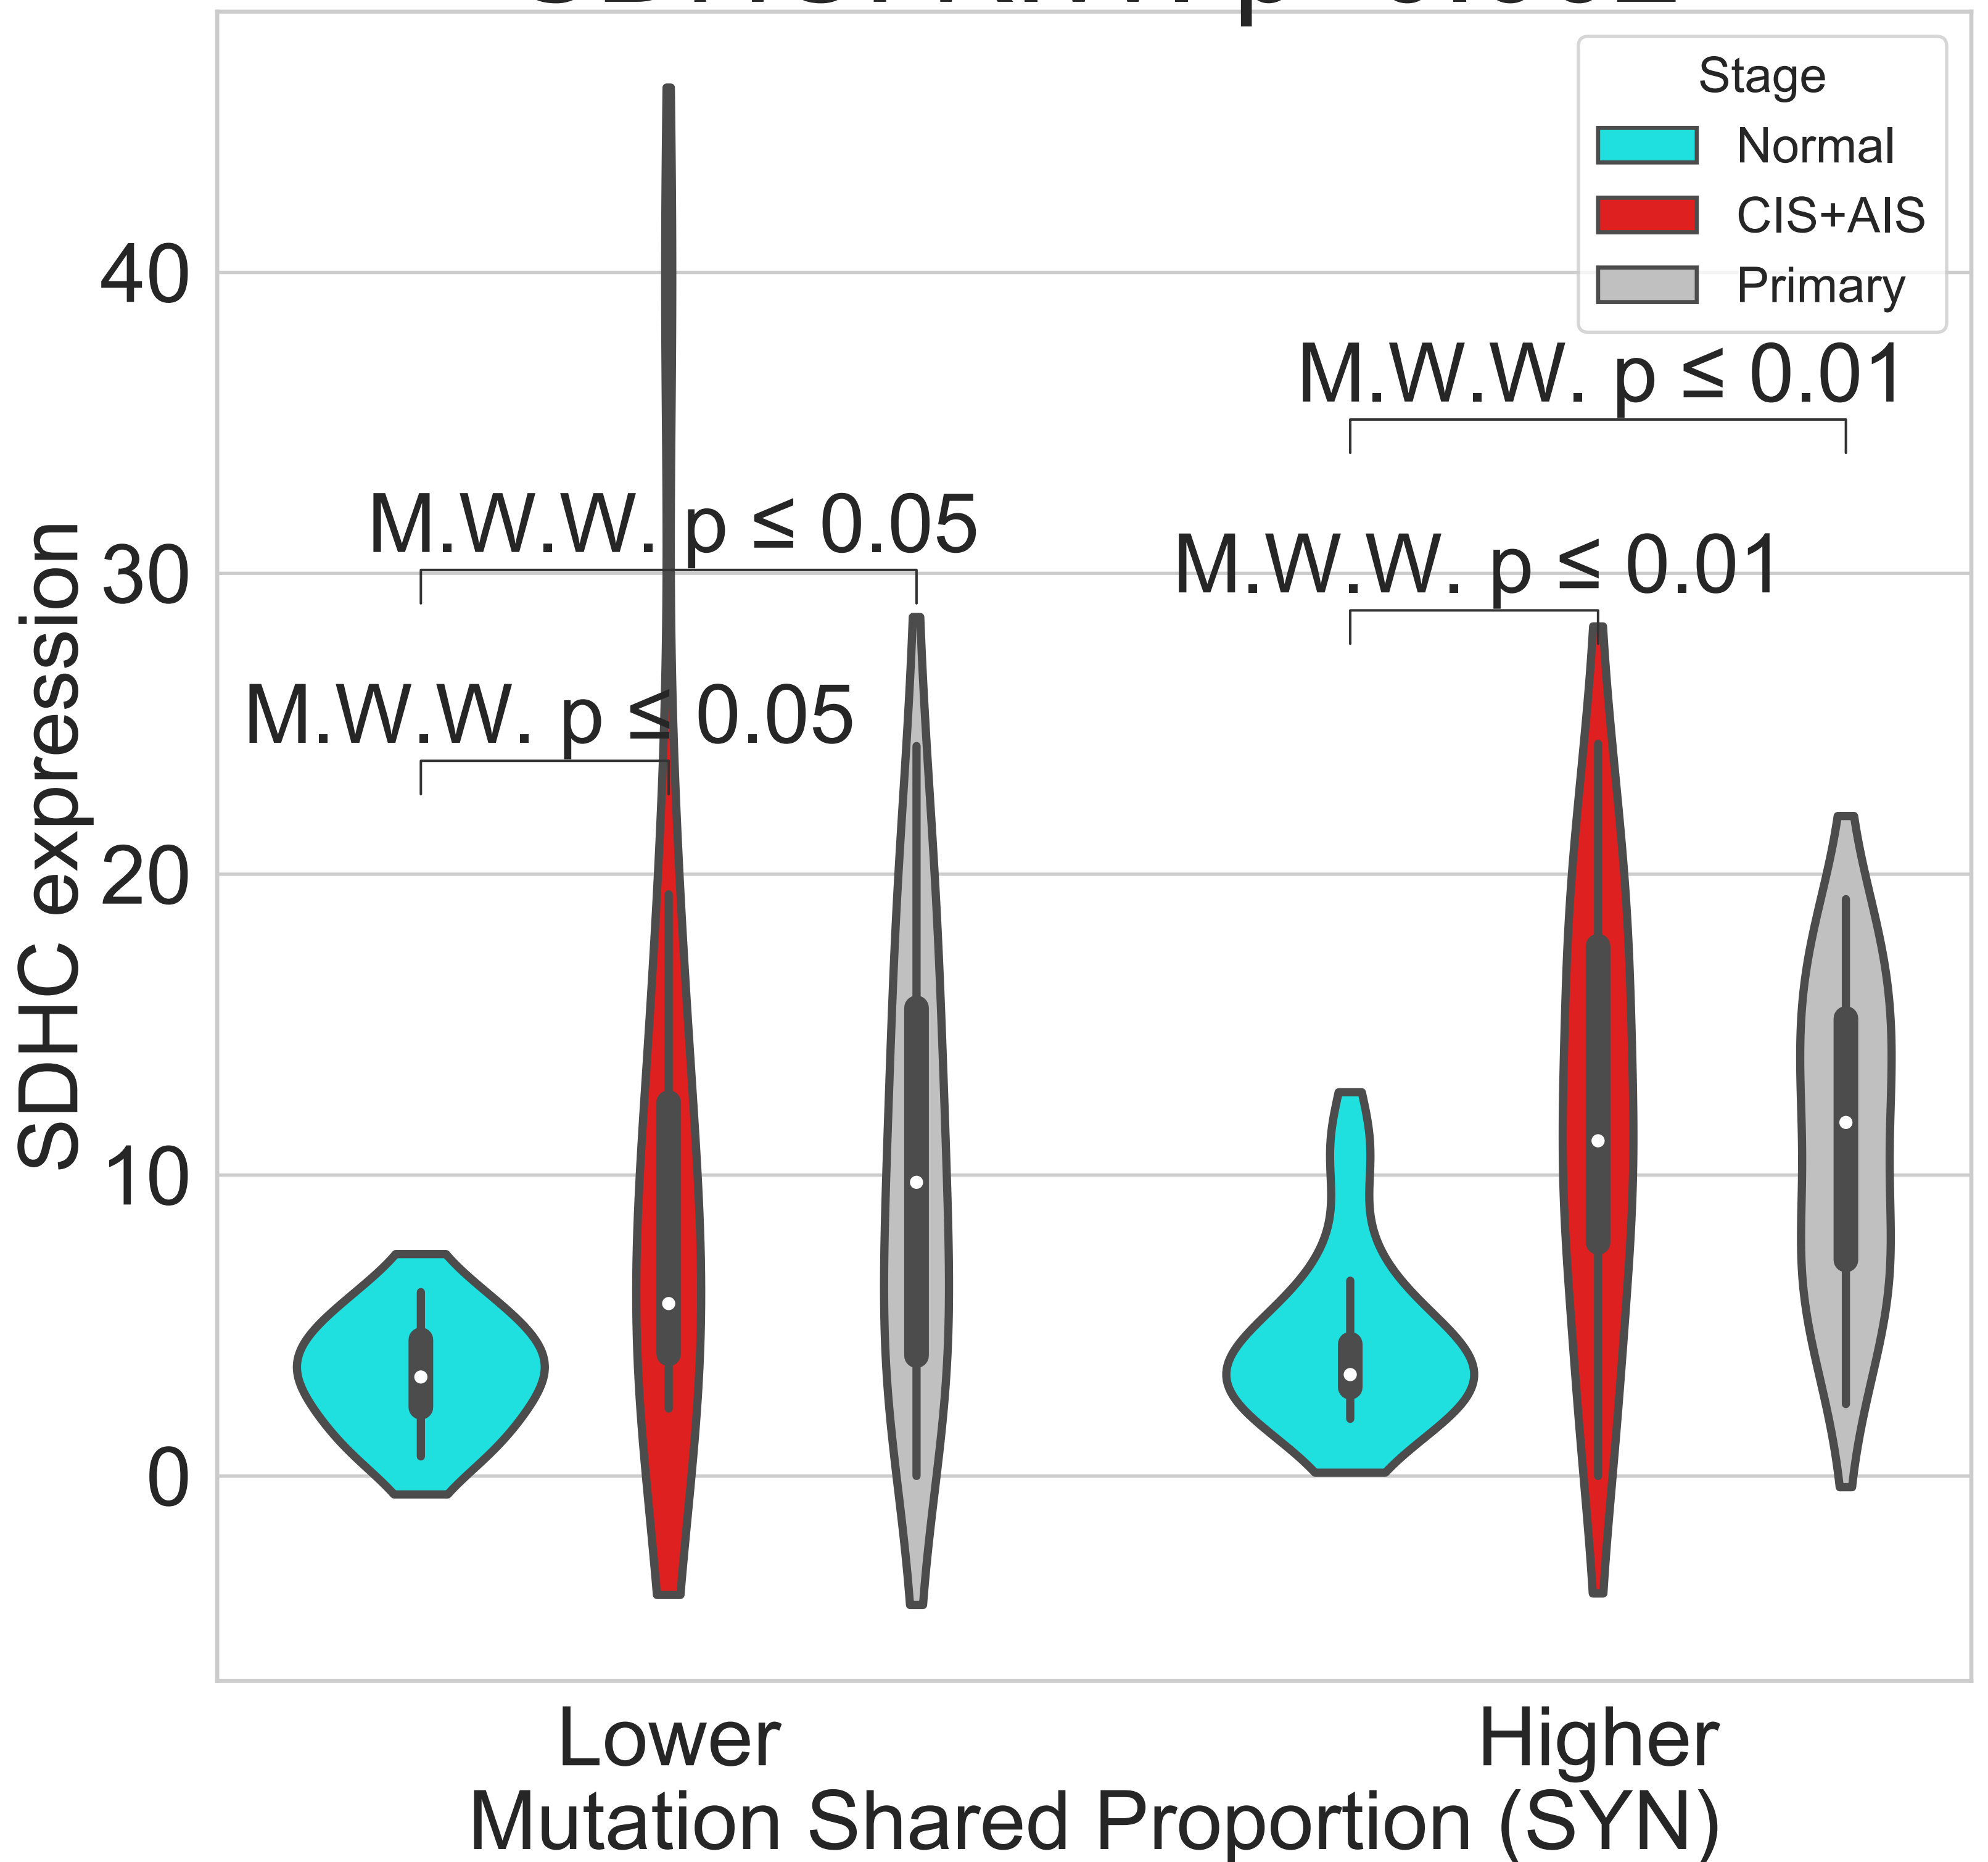 Stage
Normal
CIS+AIS
Primary
40
30
20
10
0
SDHC expression
M.W.W. p ≤ 0.01
M.W.W. p ≤ 0.05
M.W.W. p ≤ 0.01
M.W.W. p ≤ 0.05
Lower
Higher
Mutation Shared Proportion (SYN)